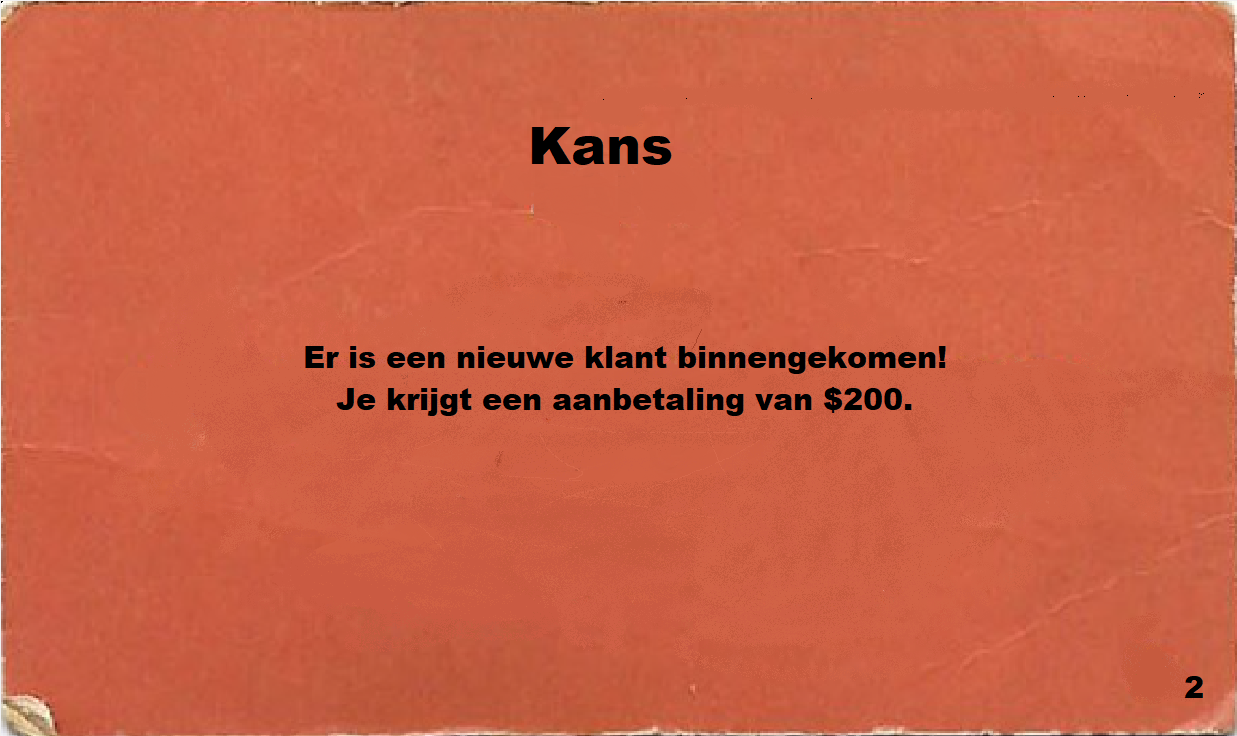 Kans
Er is een nieuwe klant binnengekomen!
Je krijgt een aanbetaling van $200.
2